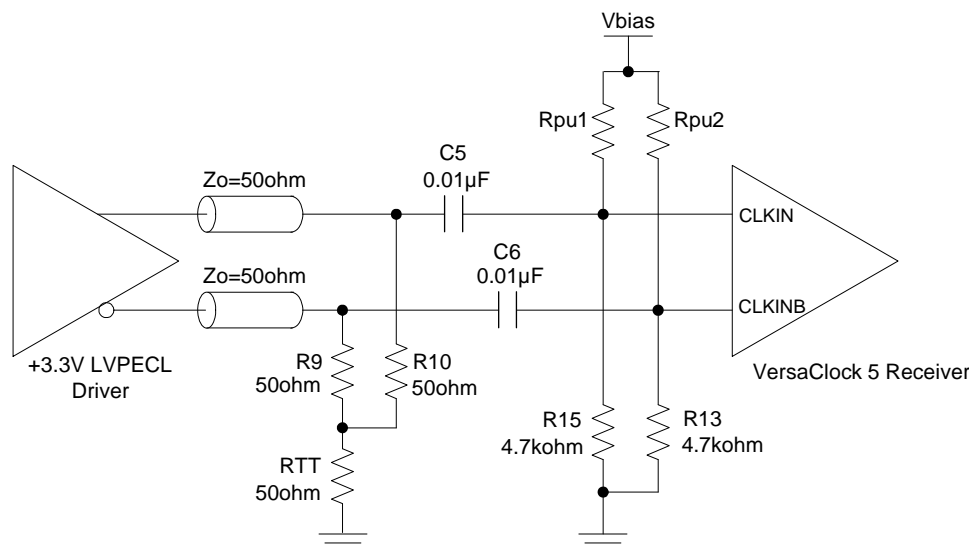 Vbias
Rpu1
Rpu2
C5
0.01µF
Zo=50ohm
CLKIN
C6
0.01µF
Zo=50ohm
CLKINB
+3.3V LVPECL
Driver
R9
50ohm
R10
50ohm
VersaClock 5 Receiver
R15
4.7kohm
R13
4.7kohm
RTT
50ohm